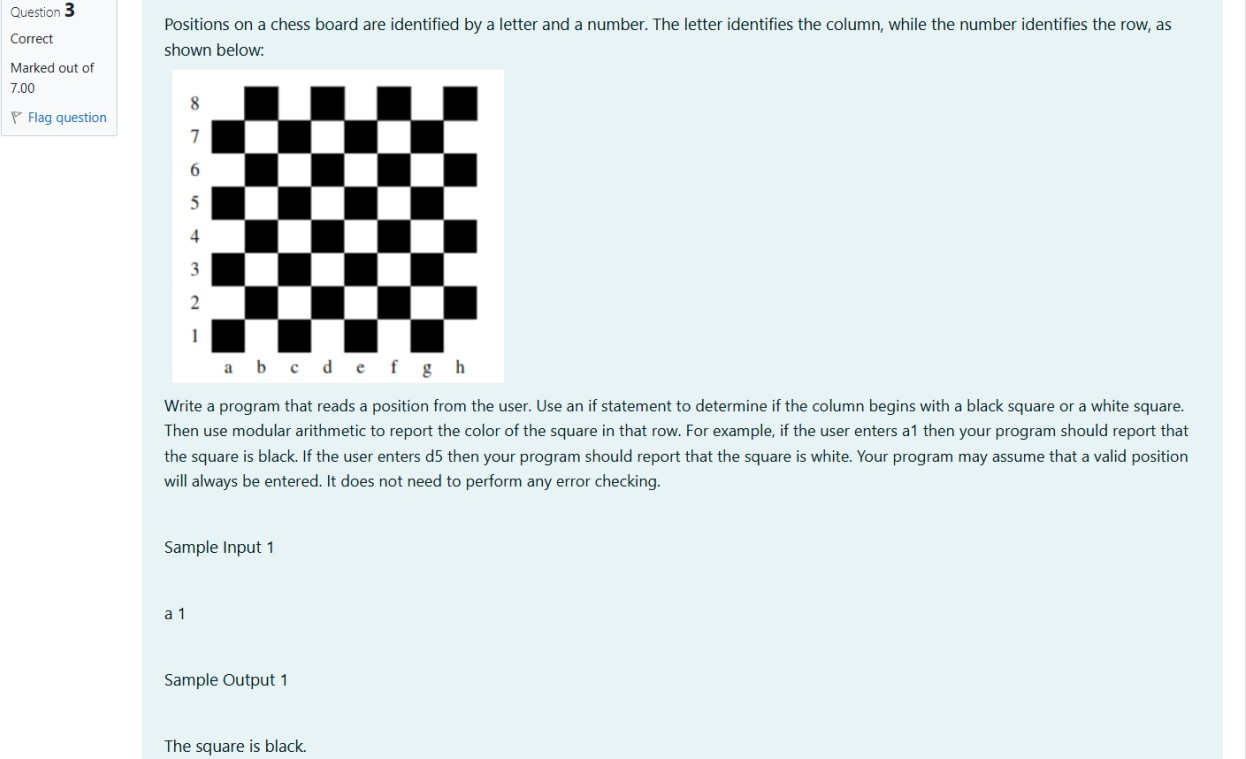 Question 3
Correct
Marked out of
7.00
Flag question
Positions on a chess board are identified by a letter and a number. The letter identifies the column, while the number identifies the row, as
shown below:
8
7
6
5
4
3
2
1
a b c d e f g h
Write a program that reads a position from the user. Use an if statement to determine if the column begins with a black square or a white square.
Then use modular arithmetic to report the color of the square in that row. For example, if the user enters a1 then your program should report that
the square is black. If the user enters d5 then your program should report that the square is white. Your program may assume that a valid position
will always be entered. It does not need to perform any error checking.
Sample Input 1
a 1
Sample Output 1
The square is black.